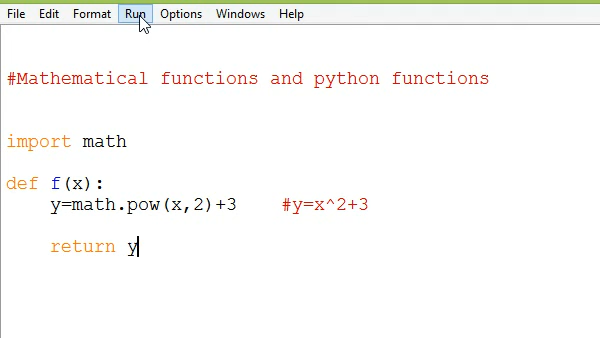 File Edit Format Run Options Windows Help
#Mathematical functions and python functions
import math
def f(x):
    y=math.pow(x,2)+3    #y=x^2+3
    return y